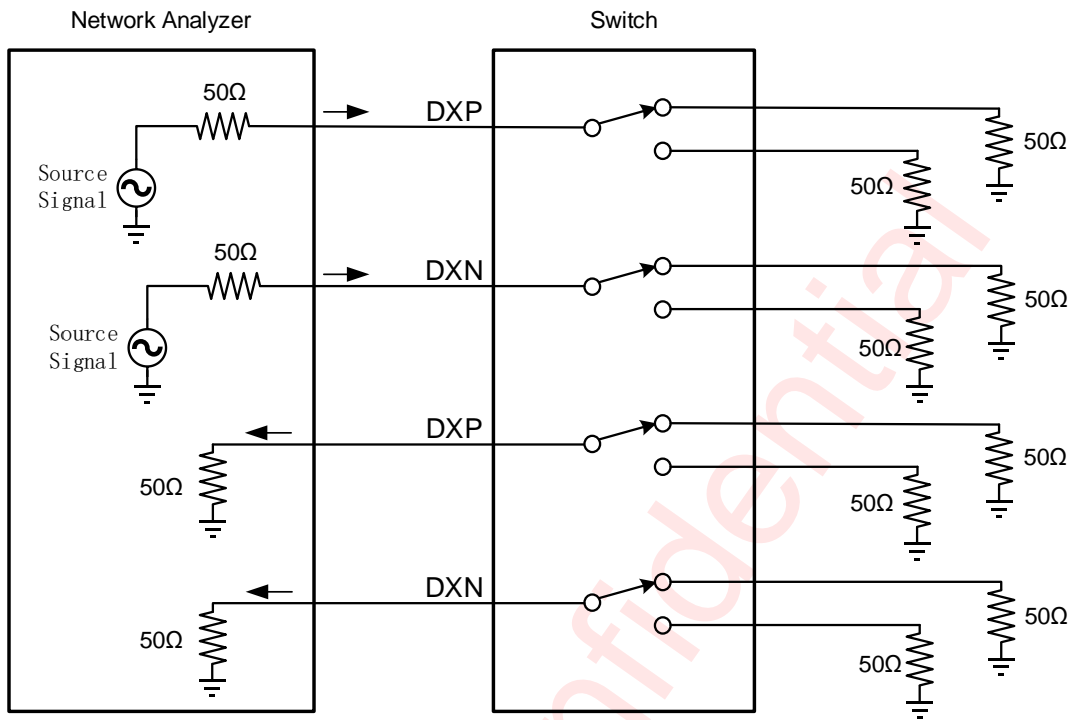 Network Analyzer
Switch
50Ω
DXP
50Ω
Source
Signal
50Ω
50Ω
DXN
50Ω
Source
Signal
50Ω
DXP
50Ω
50Ω
50Ω
DXN
50Ω
50Ω
50Ω
nfidential